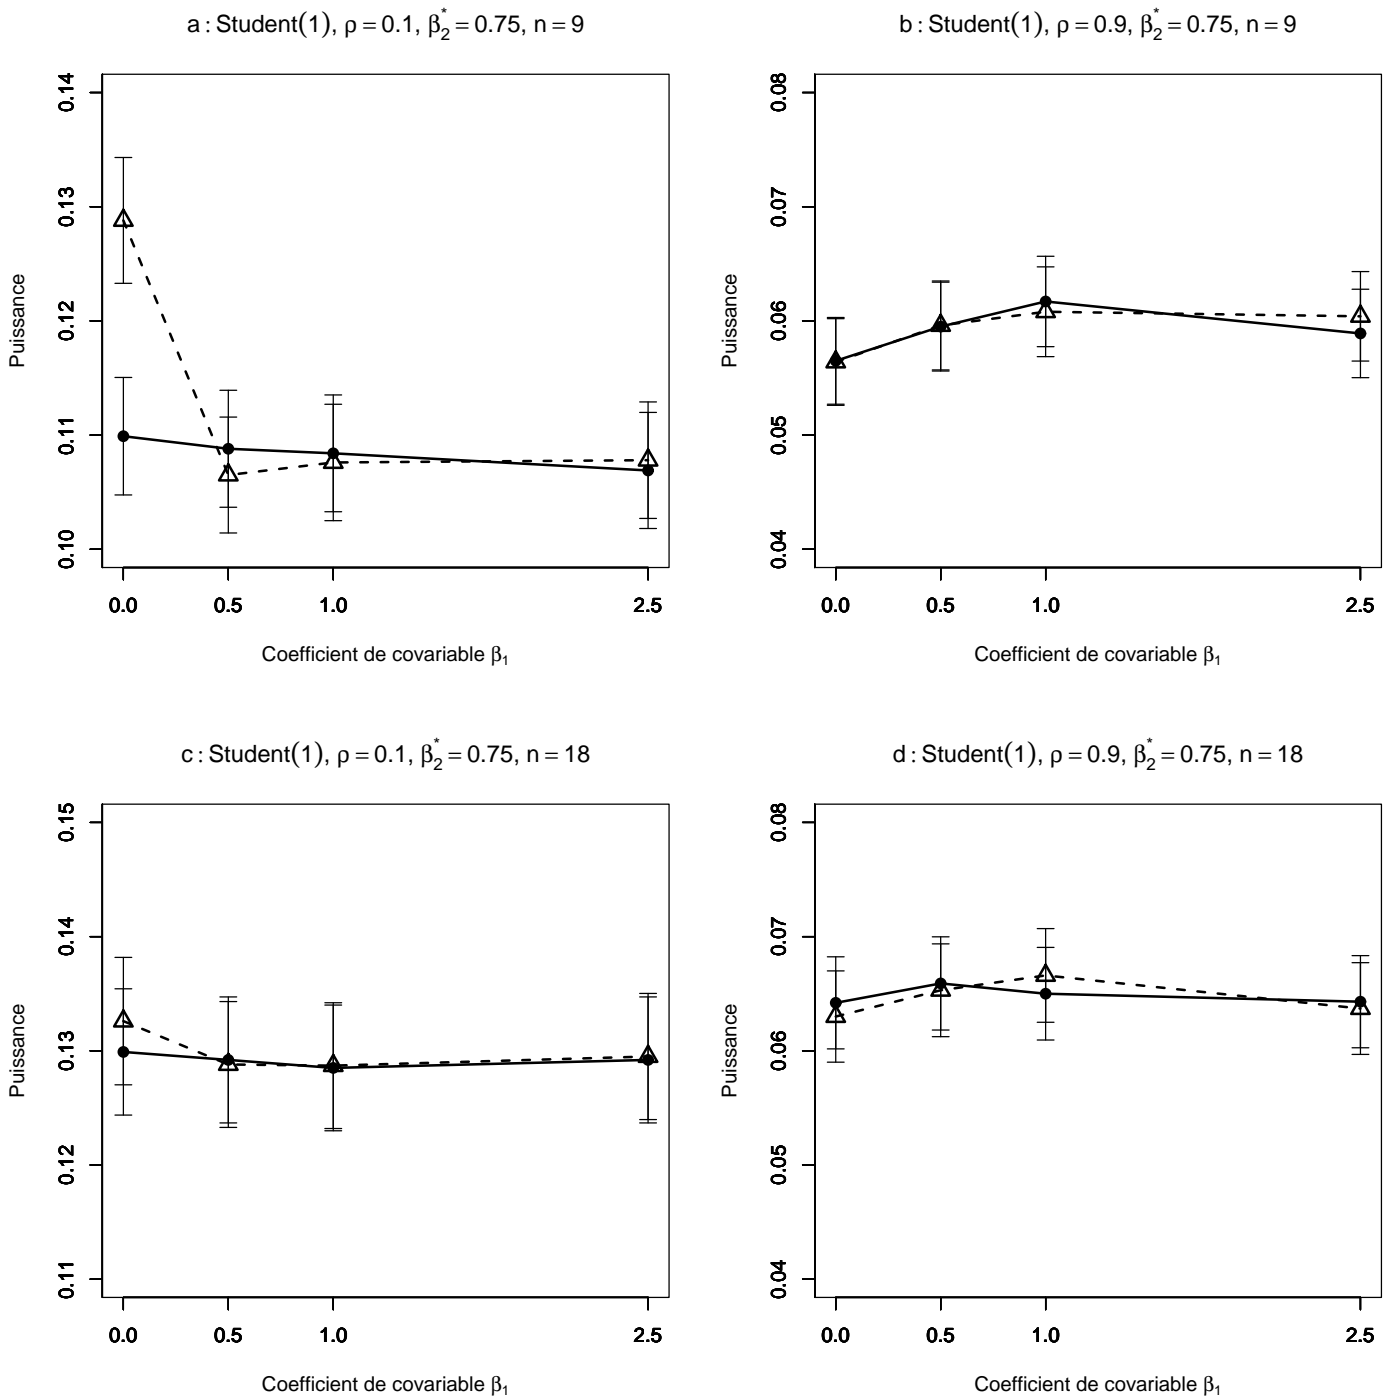 a : Student(1), ρ = 0.1, β₂* = 0.75, n = 9
Puissance
0.14
0.13
0.12
0.11
0.10
0.0 0.5 1.0 2.5
Coefficient de covariable β₁
b : Student(1), ρ = 0.9, β₂* = 0.75, n = 9
Puissance
0.08
0.07
0.06
0.05
0.04
0.0 0.5 1.0 2.5
Coefficient de covariable β₁
c : Student(1), ρ = 0.1, β₂* = 0.75, n = 18
Puissance
0.15
0.14
0.13
0.12
0.11
0.0 0.5 1.0 2.5
Coefficient de covariable β₁
d : Student(1), ρ = 0.9, β₂* = 0.75, n = 18
Puissance
0.08
0.07
0.06
0.05
0.04
0.0 0.5 1.0 2.5
Coefficient de covariable β₁